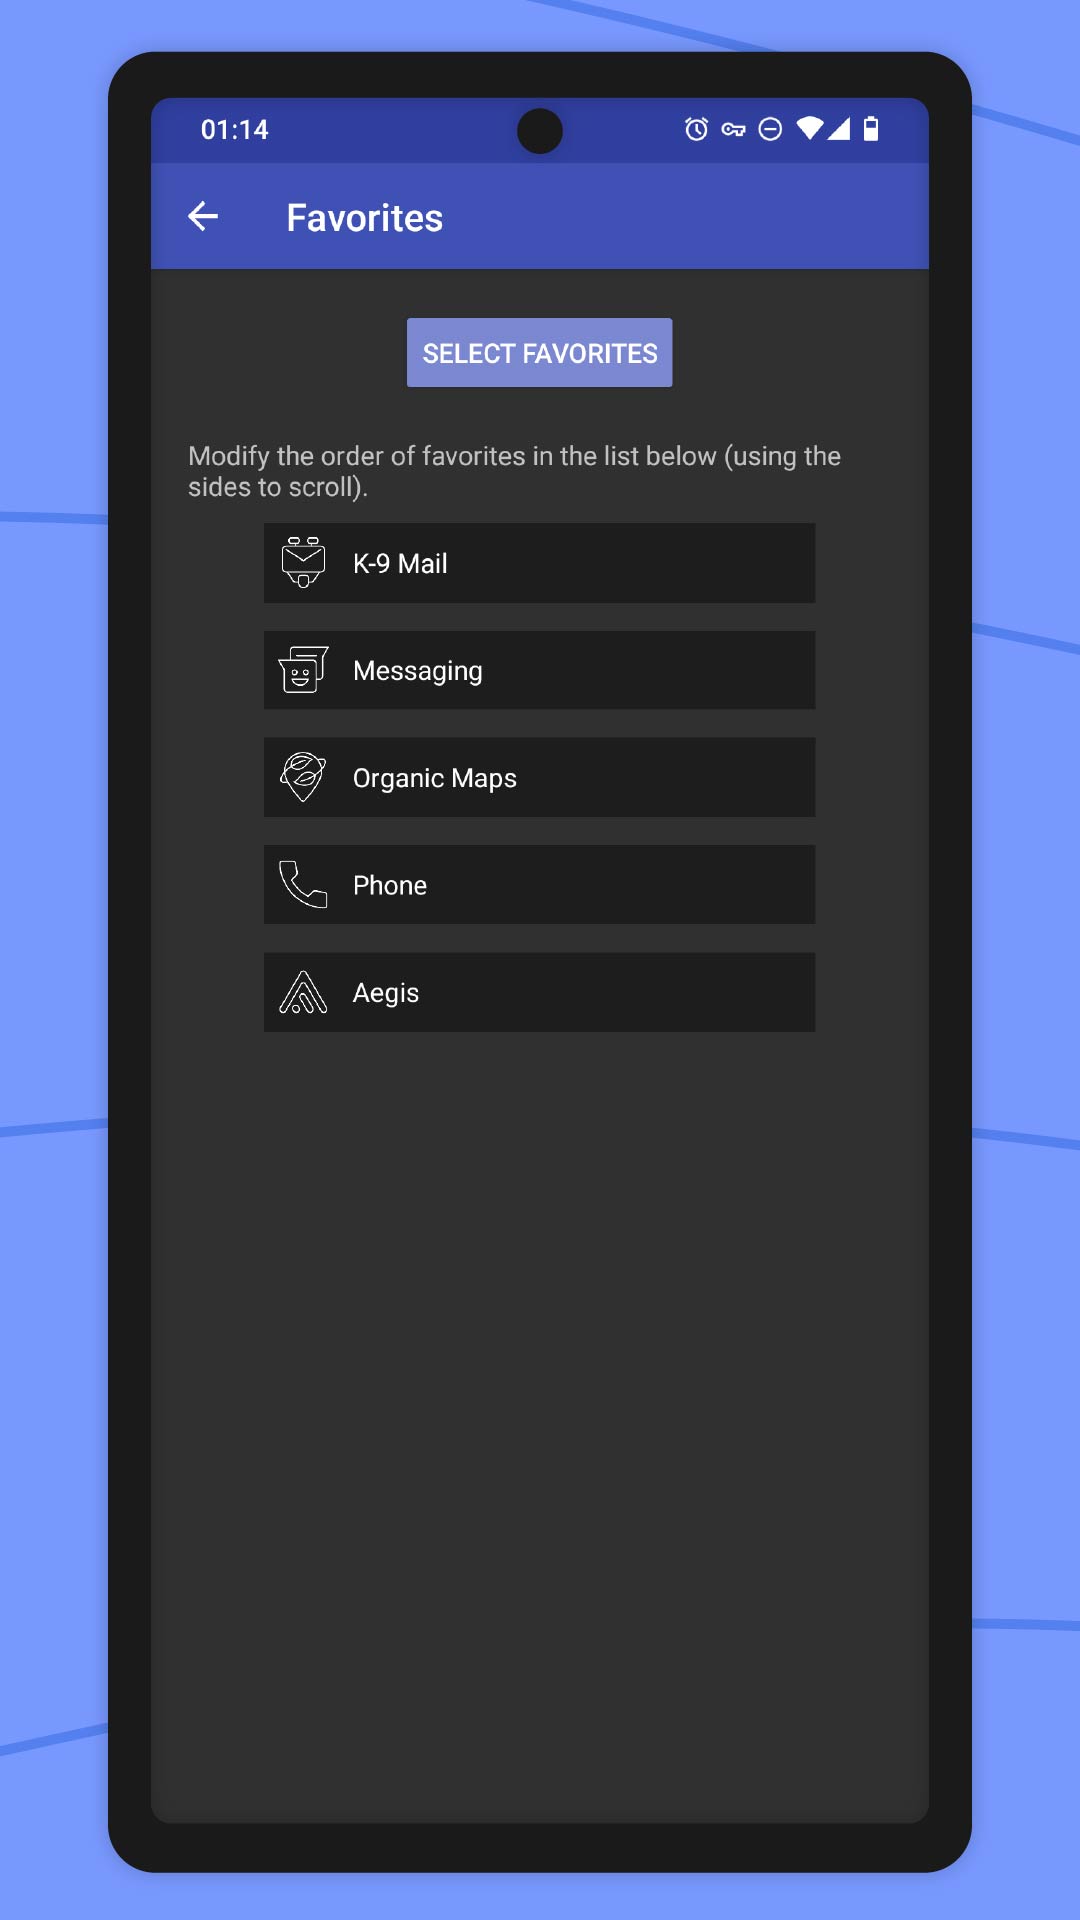 01:14
Favorites
SELECT FAVORITES
Modify the order of favorites in the list below (using the
sides to scroll).
K-9 Mail
Messaging
Organic Maps
Phone
Aegis